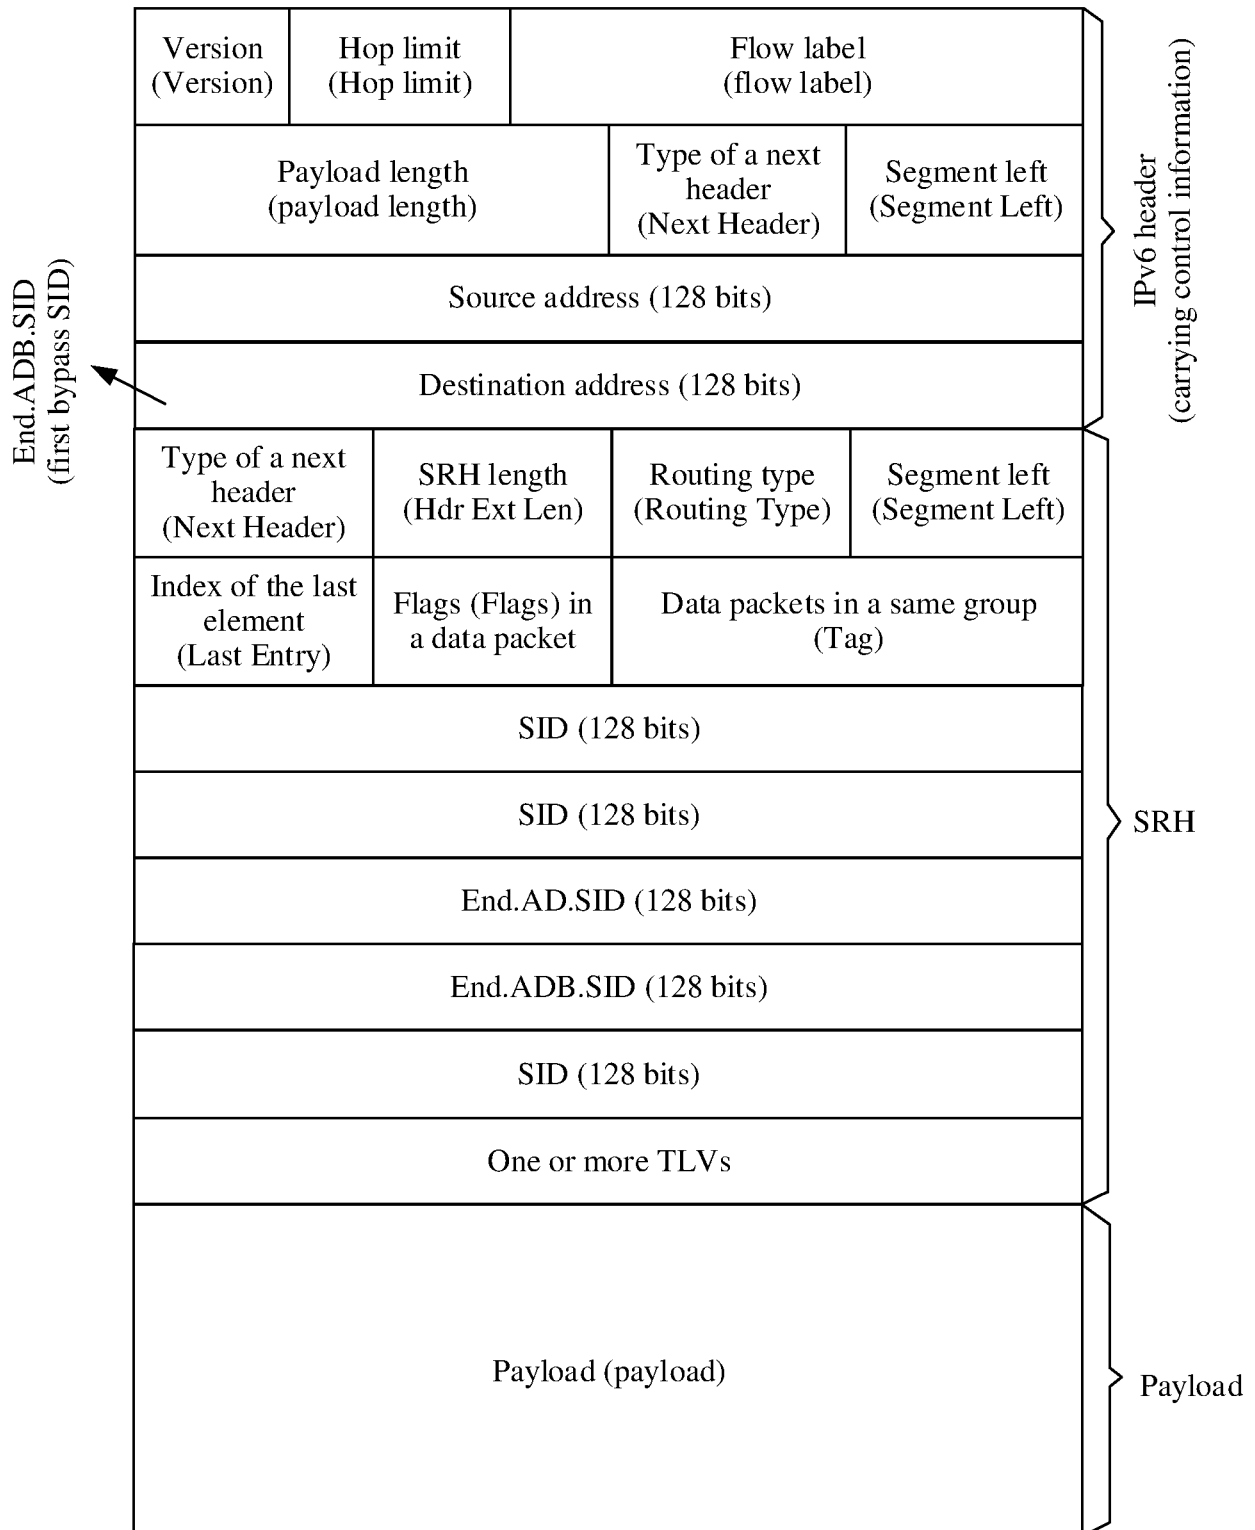 Version
(Version)
Hop limit
(Hop limit)
Flow label
(flow label)
Payload length
(payload length)
Type of a next
header
(Next Header)
Segment left
(Segment Left)
Source address (128 bits)
Destination address (128 bits)
IPv6 header
(carrying control information)
End.ADB.SID
(first bypass SID)
Type of a next
header
(Next Header)
SRH length
(Hdr Ext Len)
Routing type
(Routing Type)
Segment left
(Segment Left)
Index of the last
element
(Last Entry)
Flags (Flags) in
a data packet
Data packets in a same group
(Tag)
SID (128 bits)
SID (128 bits)
End.AD.SID (128 bits)
End.ADB.SID (128 bits)
SID (128 bits)
One or more TLVs
SRH
Payload (payload)
Payload